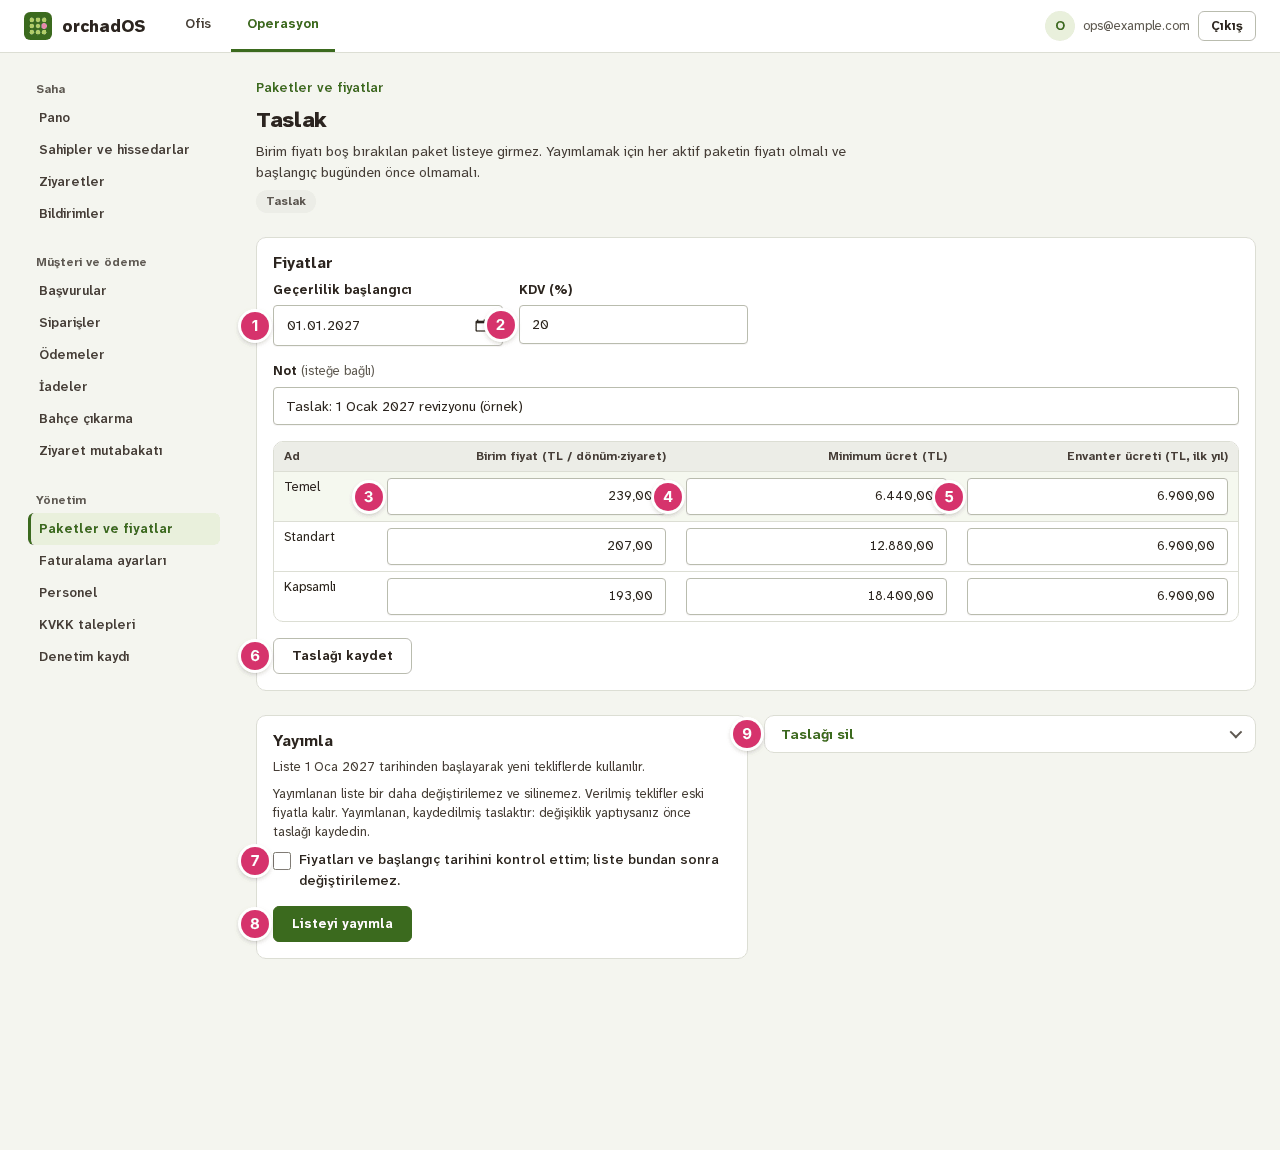 orchadOS
Ofis
Operasyon
O
ops@example.com
Çıkış
Saha
Pano
Sahipler ve hissedarlar
Ziyaretler
Bildirimler
Müşteri ve ödeme
Başvurular
Siparişler
Ödemeler
İadeler
Bahçe çıkarma
Ziyaret mutabakatı
Yönetim
Paketler ve fiyatlar
Faturalama ayarları
Personel
KVKK talepleri
Denetim kaydı
Paketler ve fiyatlar
Taslak
Birim fiyatı boş bırakılan paket listeye girmez. Yayımlamak için her aktif paketin fiyatı olmalı ve
başlangıç bugünden önce olmamalı.
Taslak
Fiyatlar
Geçerlilik başlangıcı
KDV (%)
1
01.01.2027
2
20
Not (isteğe bağlı)
Taslak: 1 Ocak 2027 revizyonu (örnek)
Ad
Birim fiyat (TL / dönüm·ziyaret)
Minimum ücret (TL)
Envanter ücreti (TL, ilk yıl)
Temel
3
239,00
4
6.440,00
5
6.900,00
Standart
207,00
12.880,00
6.900,00
Kapsamlı
193,00
18.400,00
6.900,00
6
Taslağı kaydet
Yayımla
Liste 1 Oca 2027 tarihinden başlayarak yeni tekliflerde kullanılır.
Yayımlanan liste bir daha değiştirilemez ve silinemez. Verilmiş teklifler eski
fiyatla kalır. Yayımlanan, kaydedilmiş taslaktır: değişiklik yaptıysanız önce
taslağı kaydedin.
7
Fiyatları ve başlangıç tarihini kontrol ettim; liste bundan sonra
değiştirilemez.
8
Listeyi yayımla
9
Taslağı sil